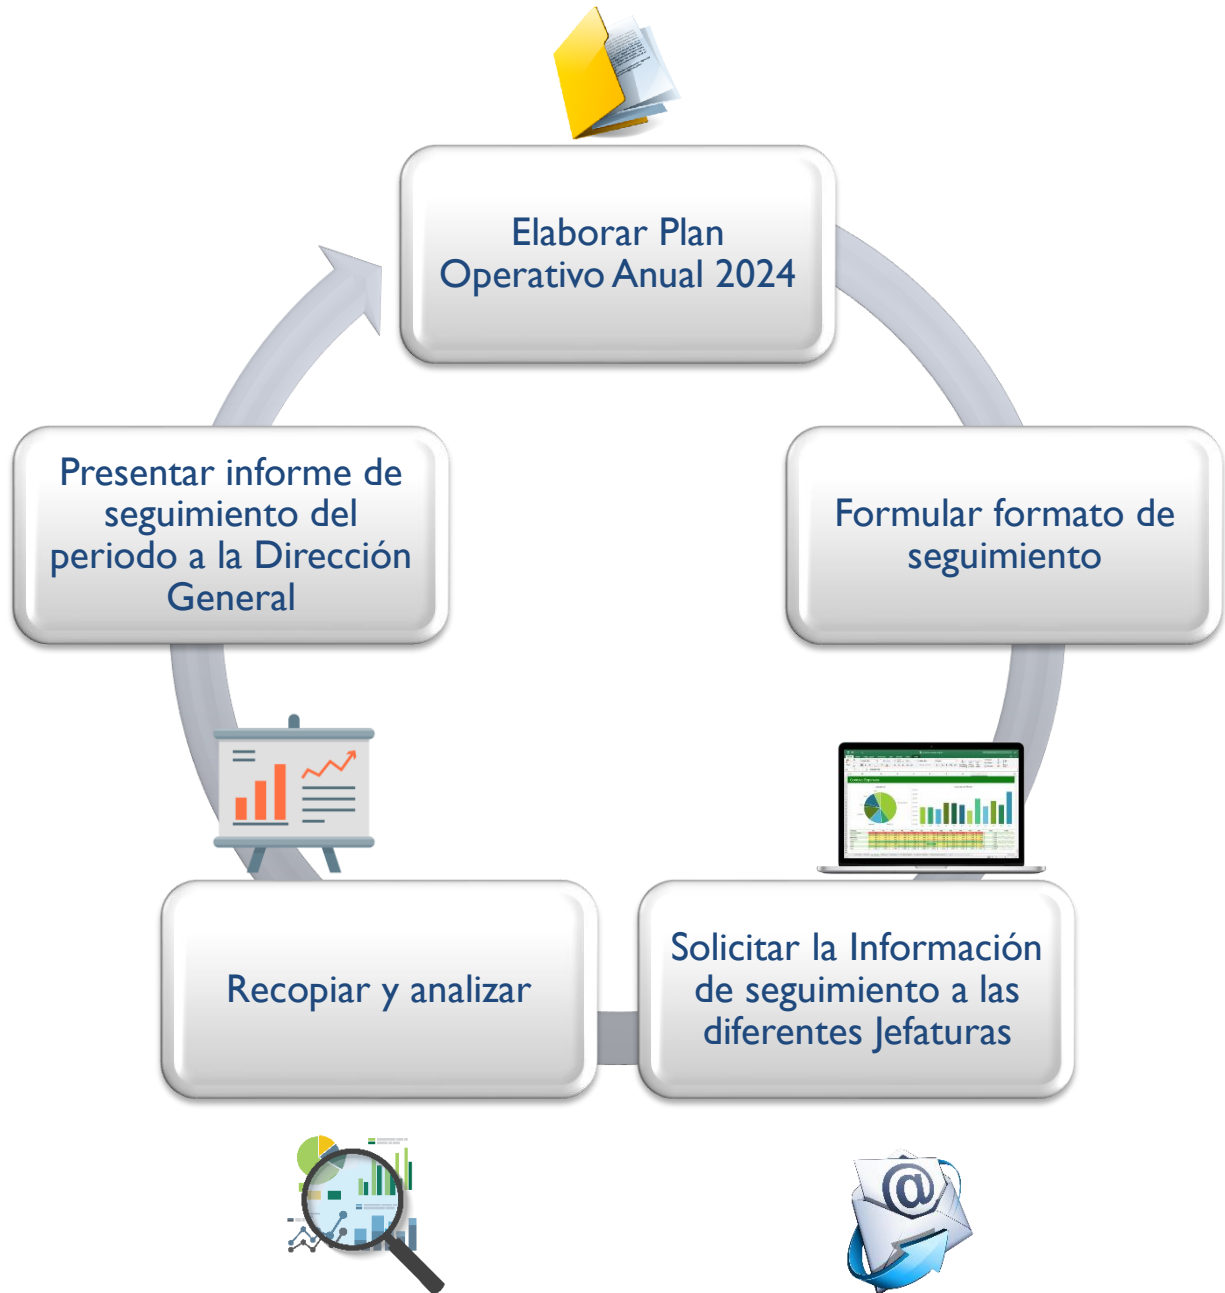 Elaborar Plan
Operativo Anual 2024
Formular formato de
seguimiento
Solicitar la Información
de seguimiento a las
diferentes Jefaturas
Recopiar y analizar
Presentar informe de
seguimiento del
periodo a la Dirección
General
@